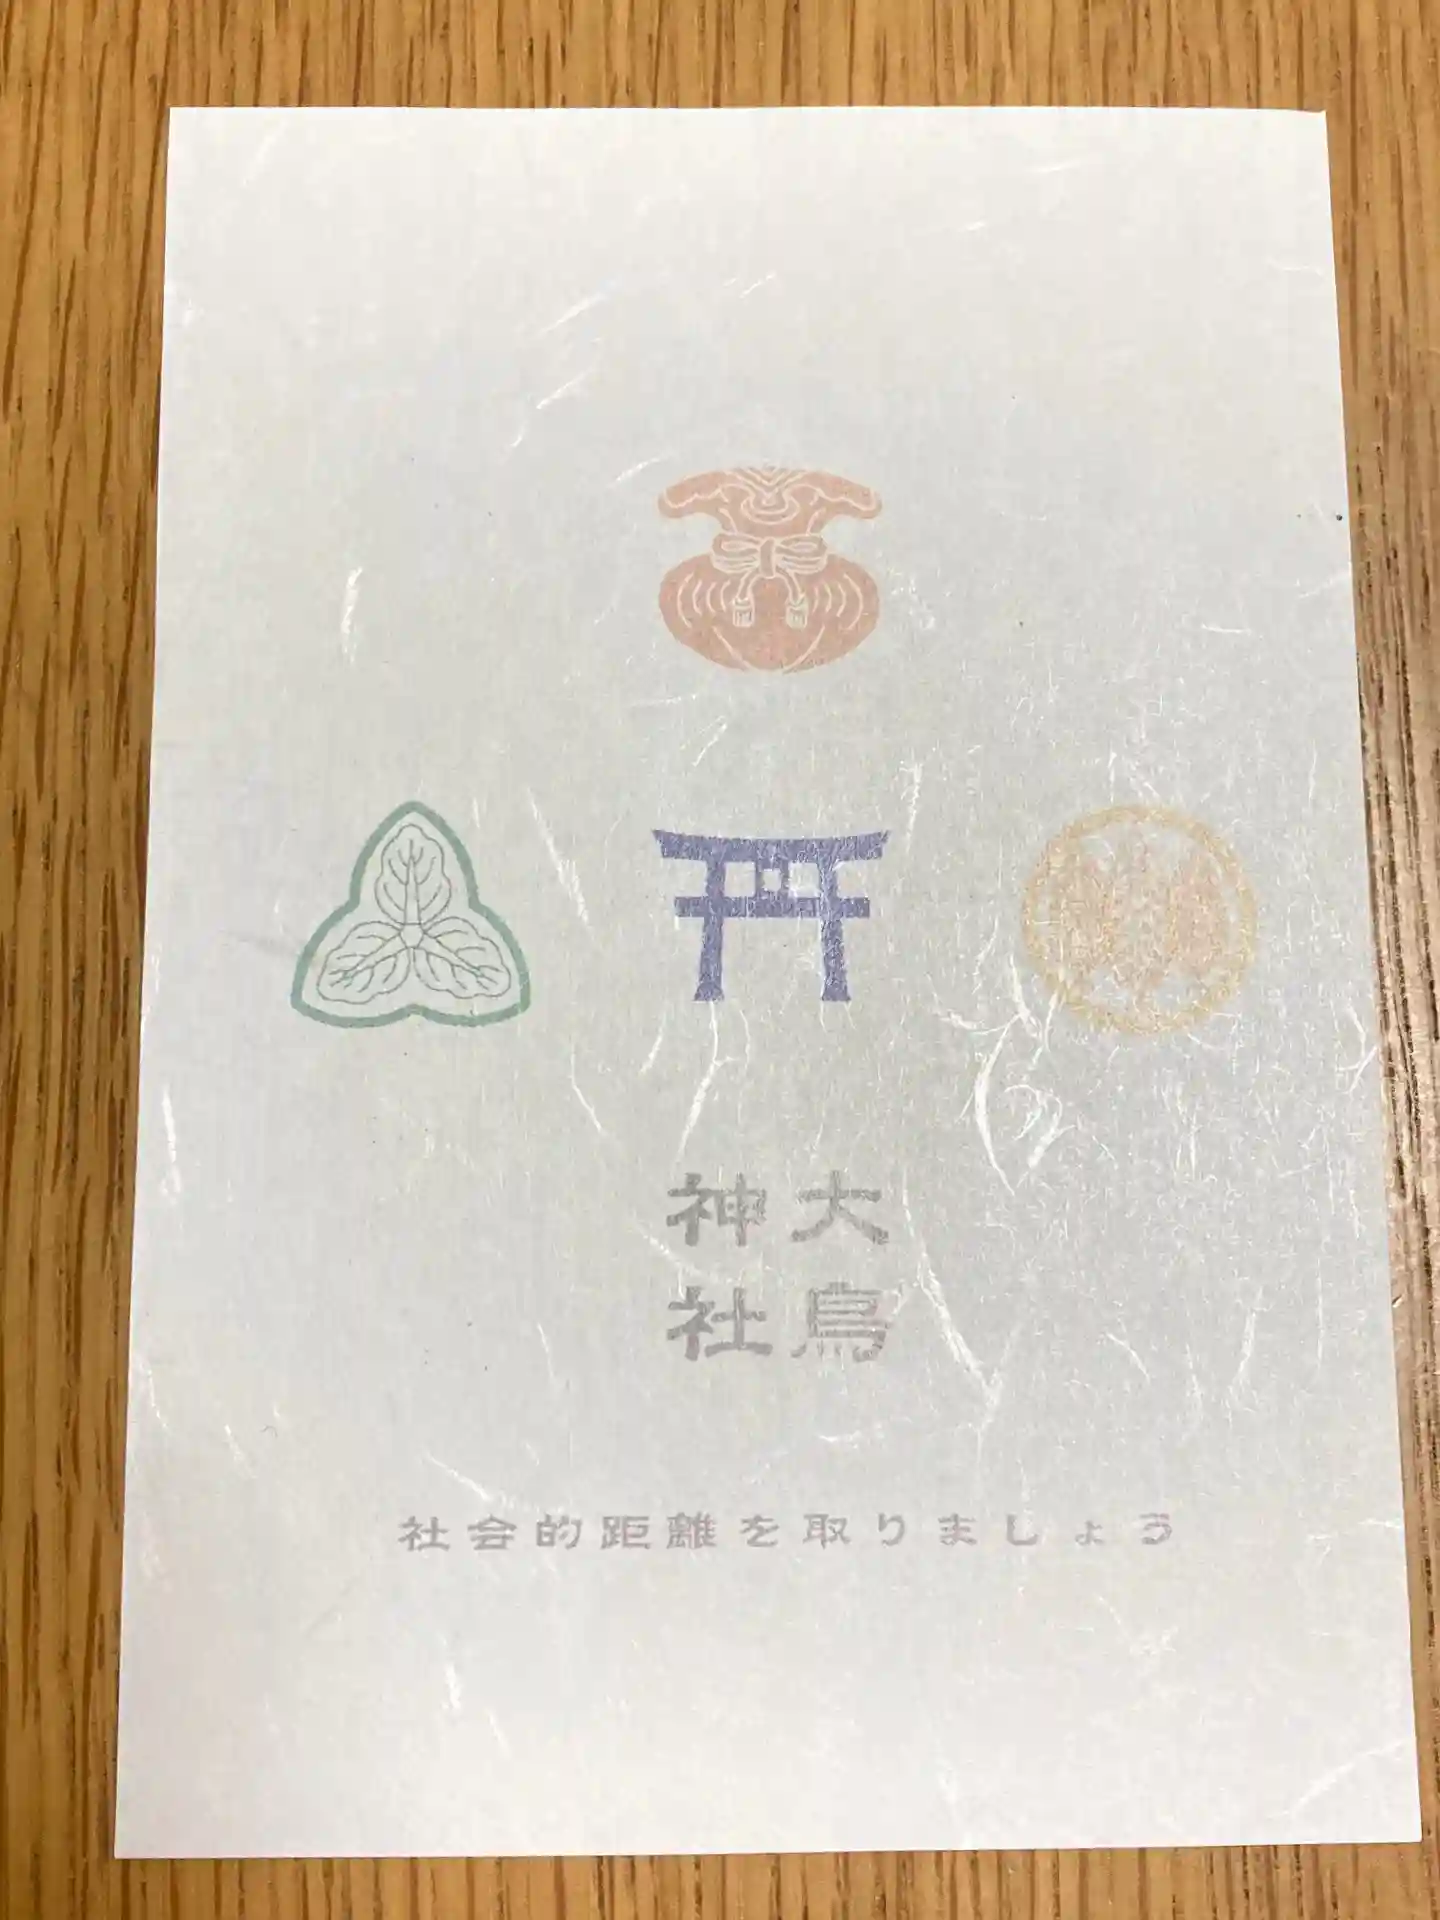 大鳥
神社
社会的距離を取りましょう